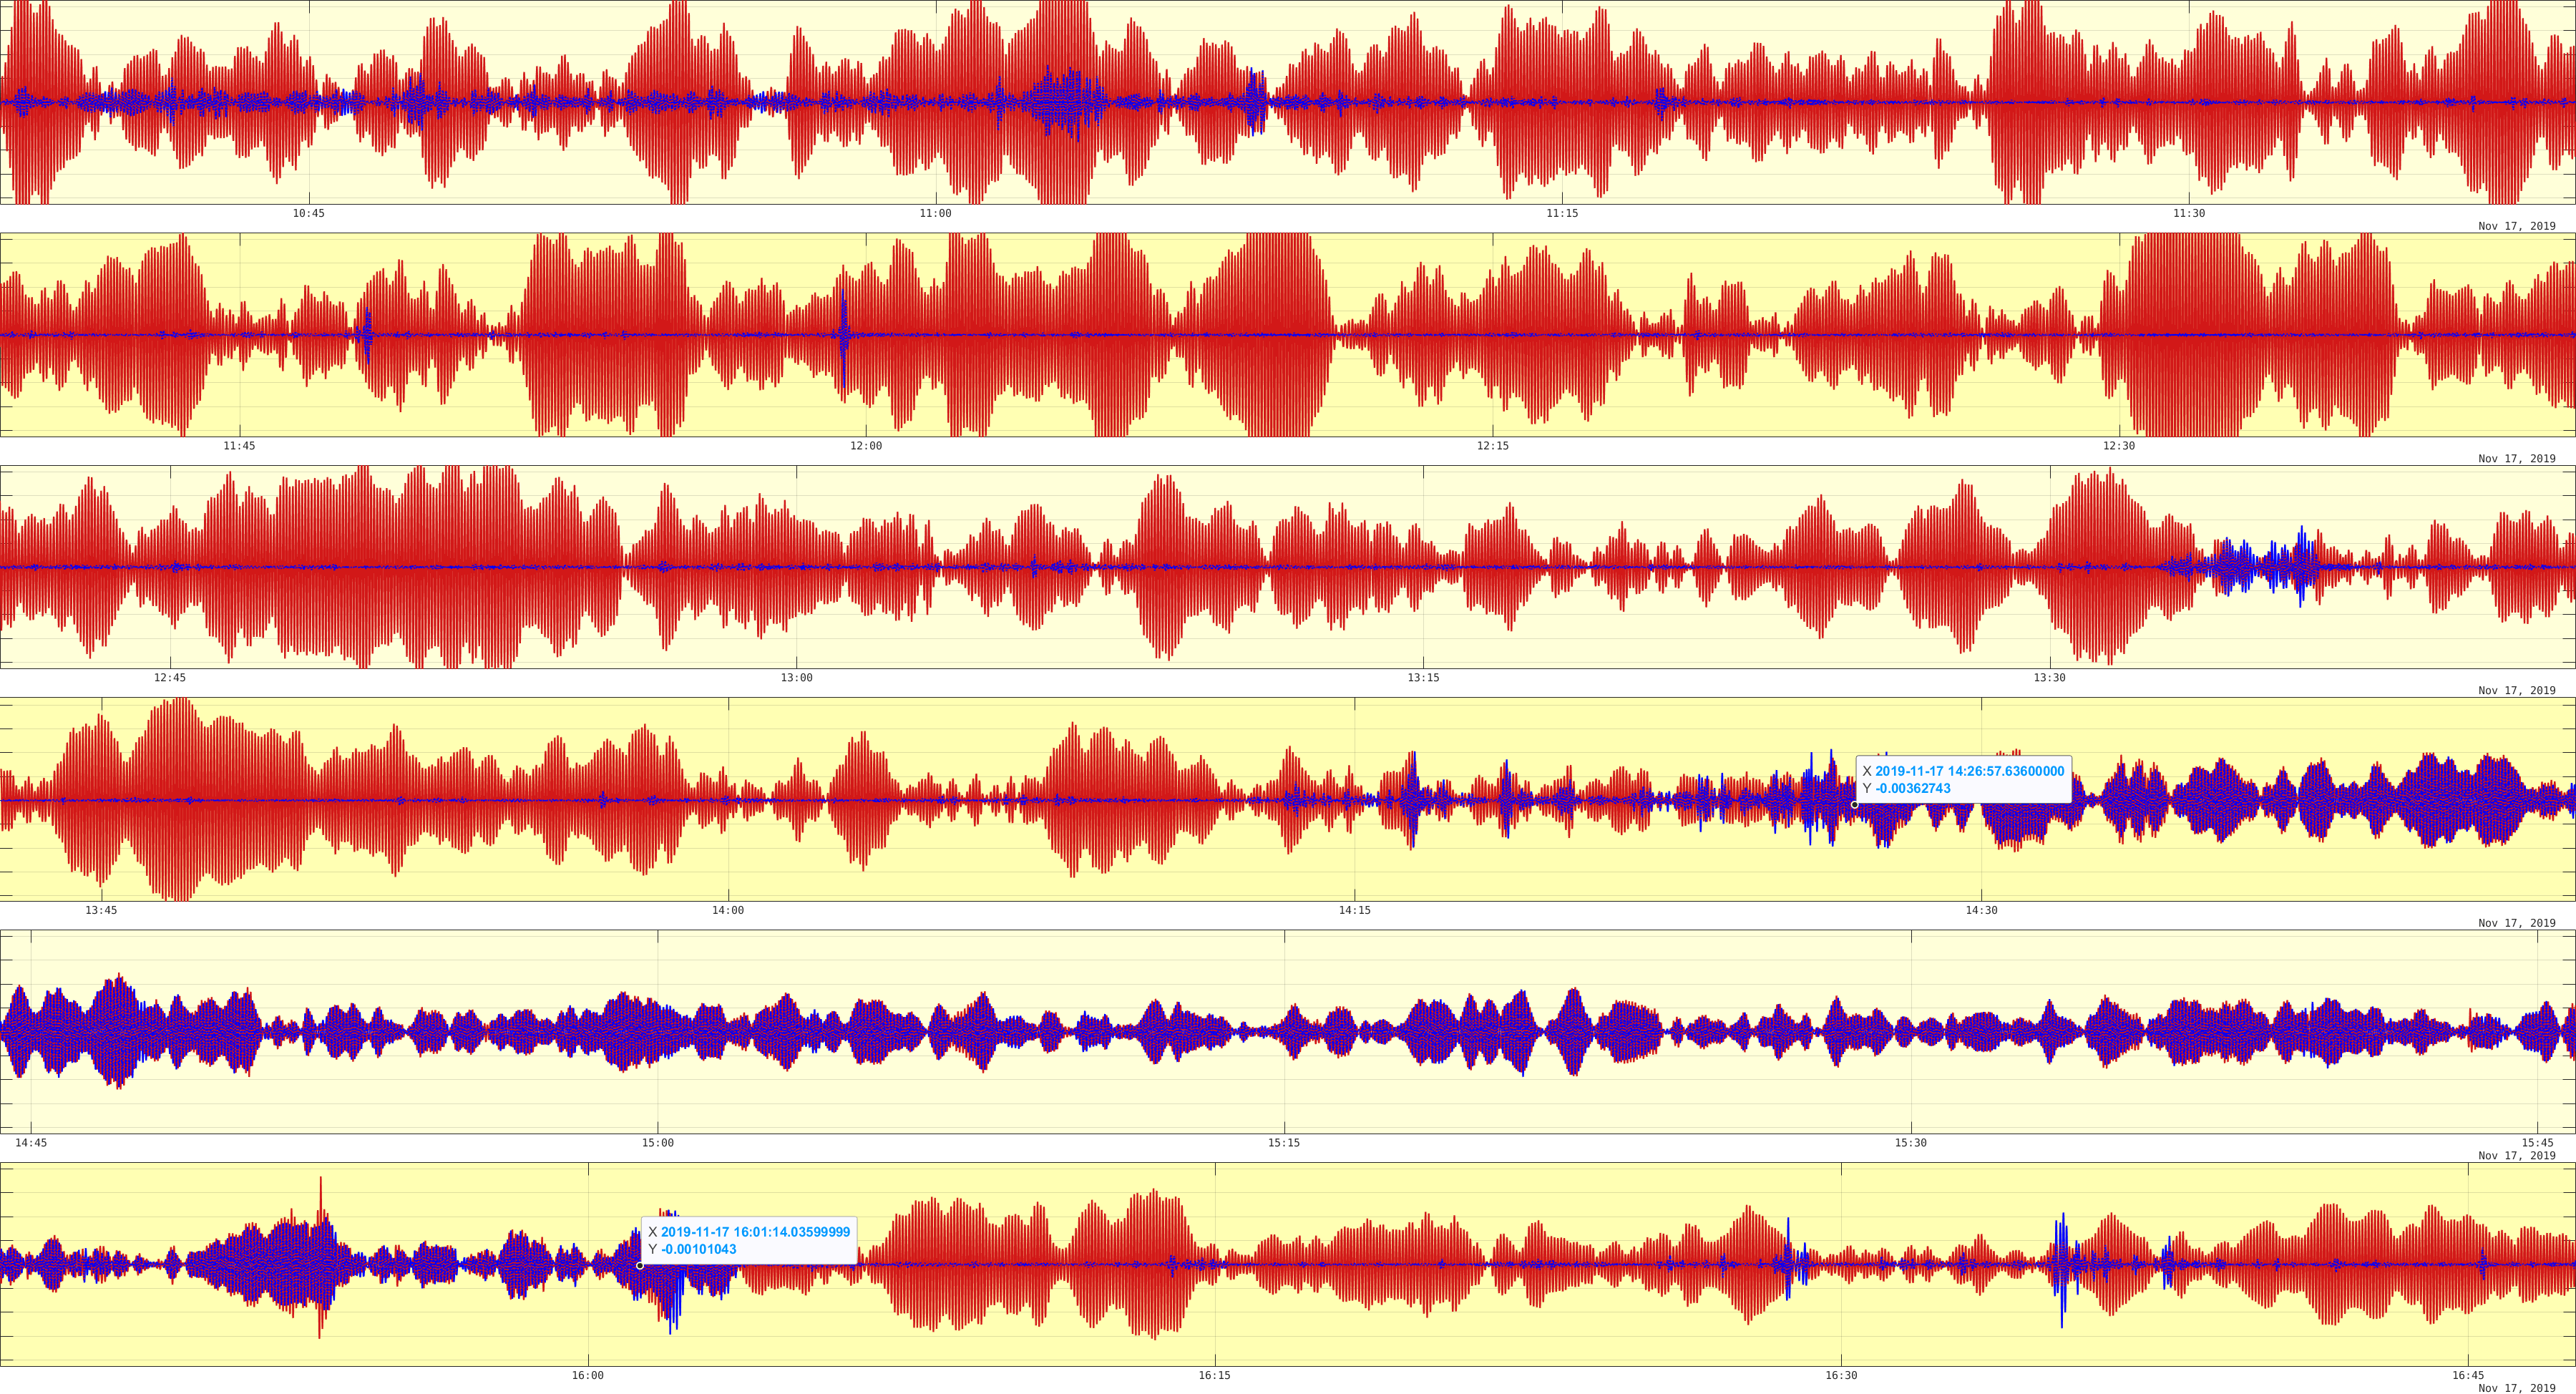 10:45 11:00 11:15 11:30
Nov 17, 2019
11:45 12:00 12:15 12:30
Nov 17, 2019
12:45 13:00 13:15 13:30
Nov 17, 2019
X 2019-11-17 14:26:57.63600000
Y -0.00362743
13:45 14:00 14:15 14:30
Nov 17, 2019
14:45 15:00 15:15 15:30 15:45
Nov 17, 2019
X 2019-11-17 16:01:14.03599999
Y -0.00101043
16:00 16:15 16:30 16:45
Nov 17, 2019